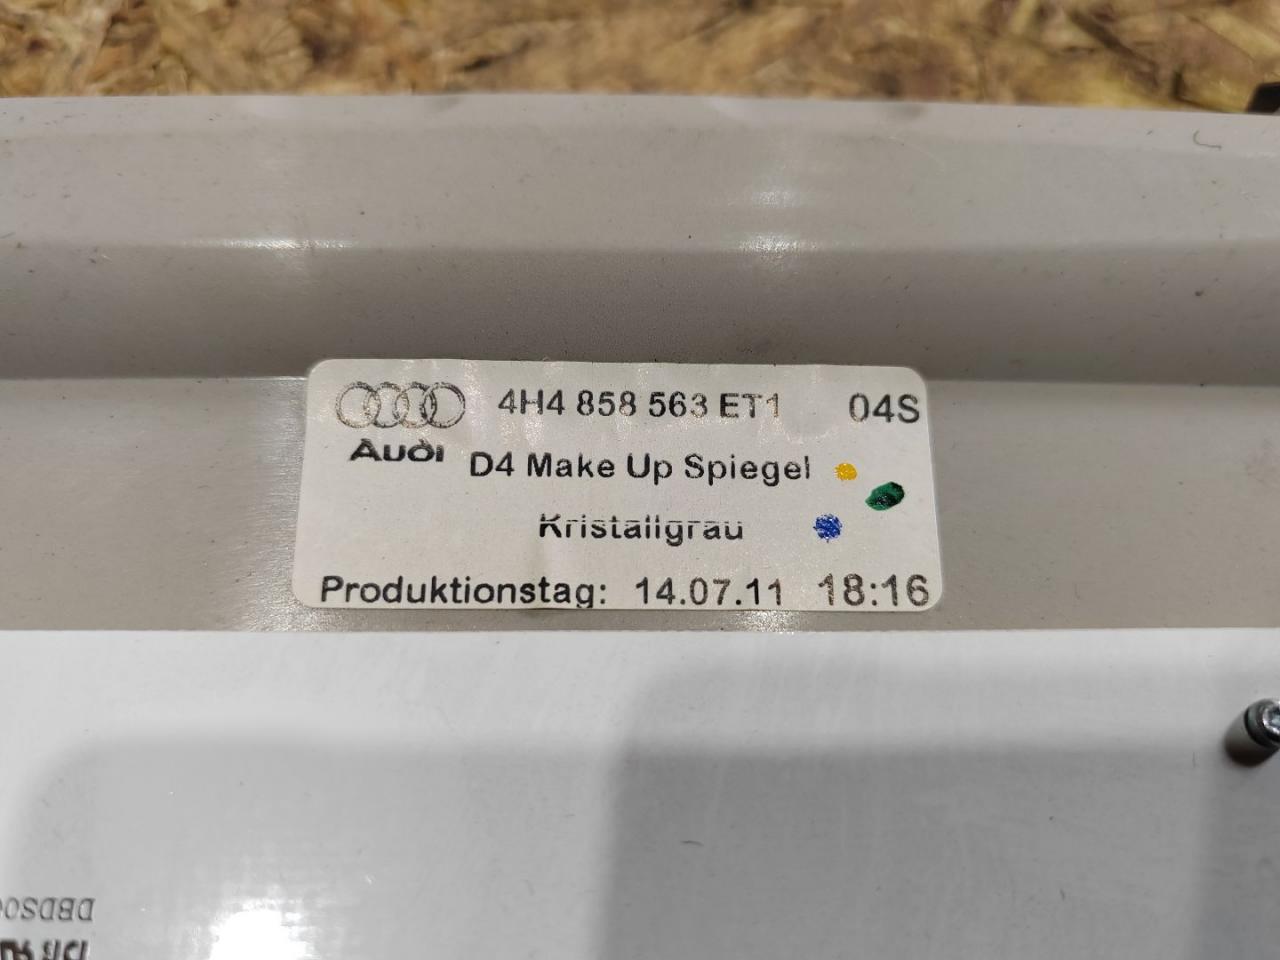 4H4 858 563 ET1 04S
Audi
D4 Make Up Spiegel
Kristallgrau
Produktionstag: 14.07.11 18:16